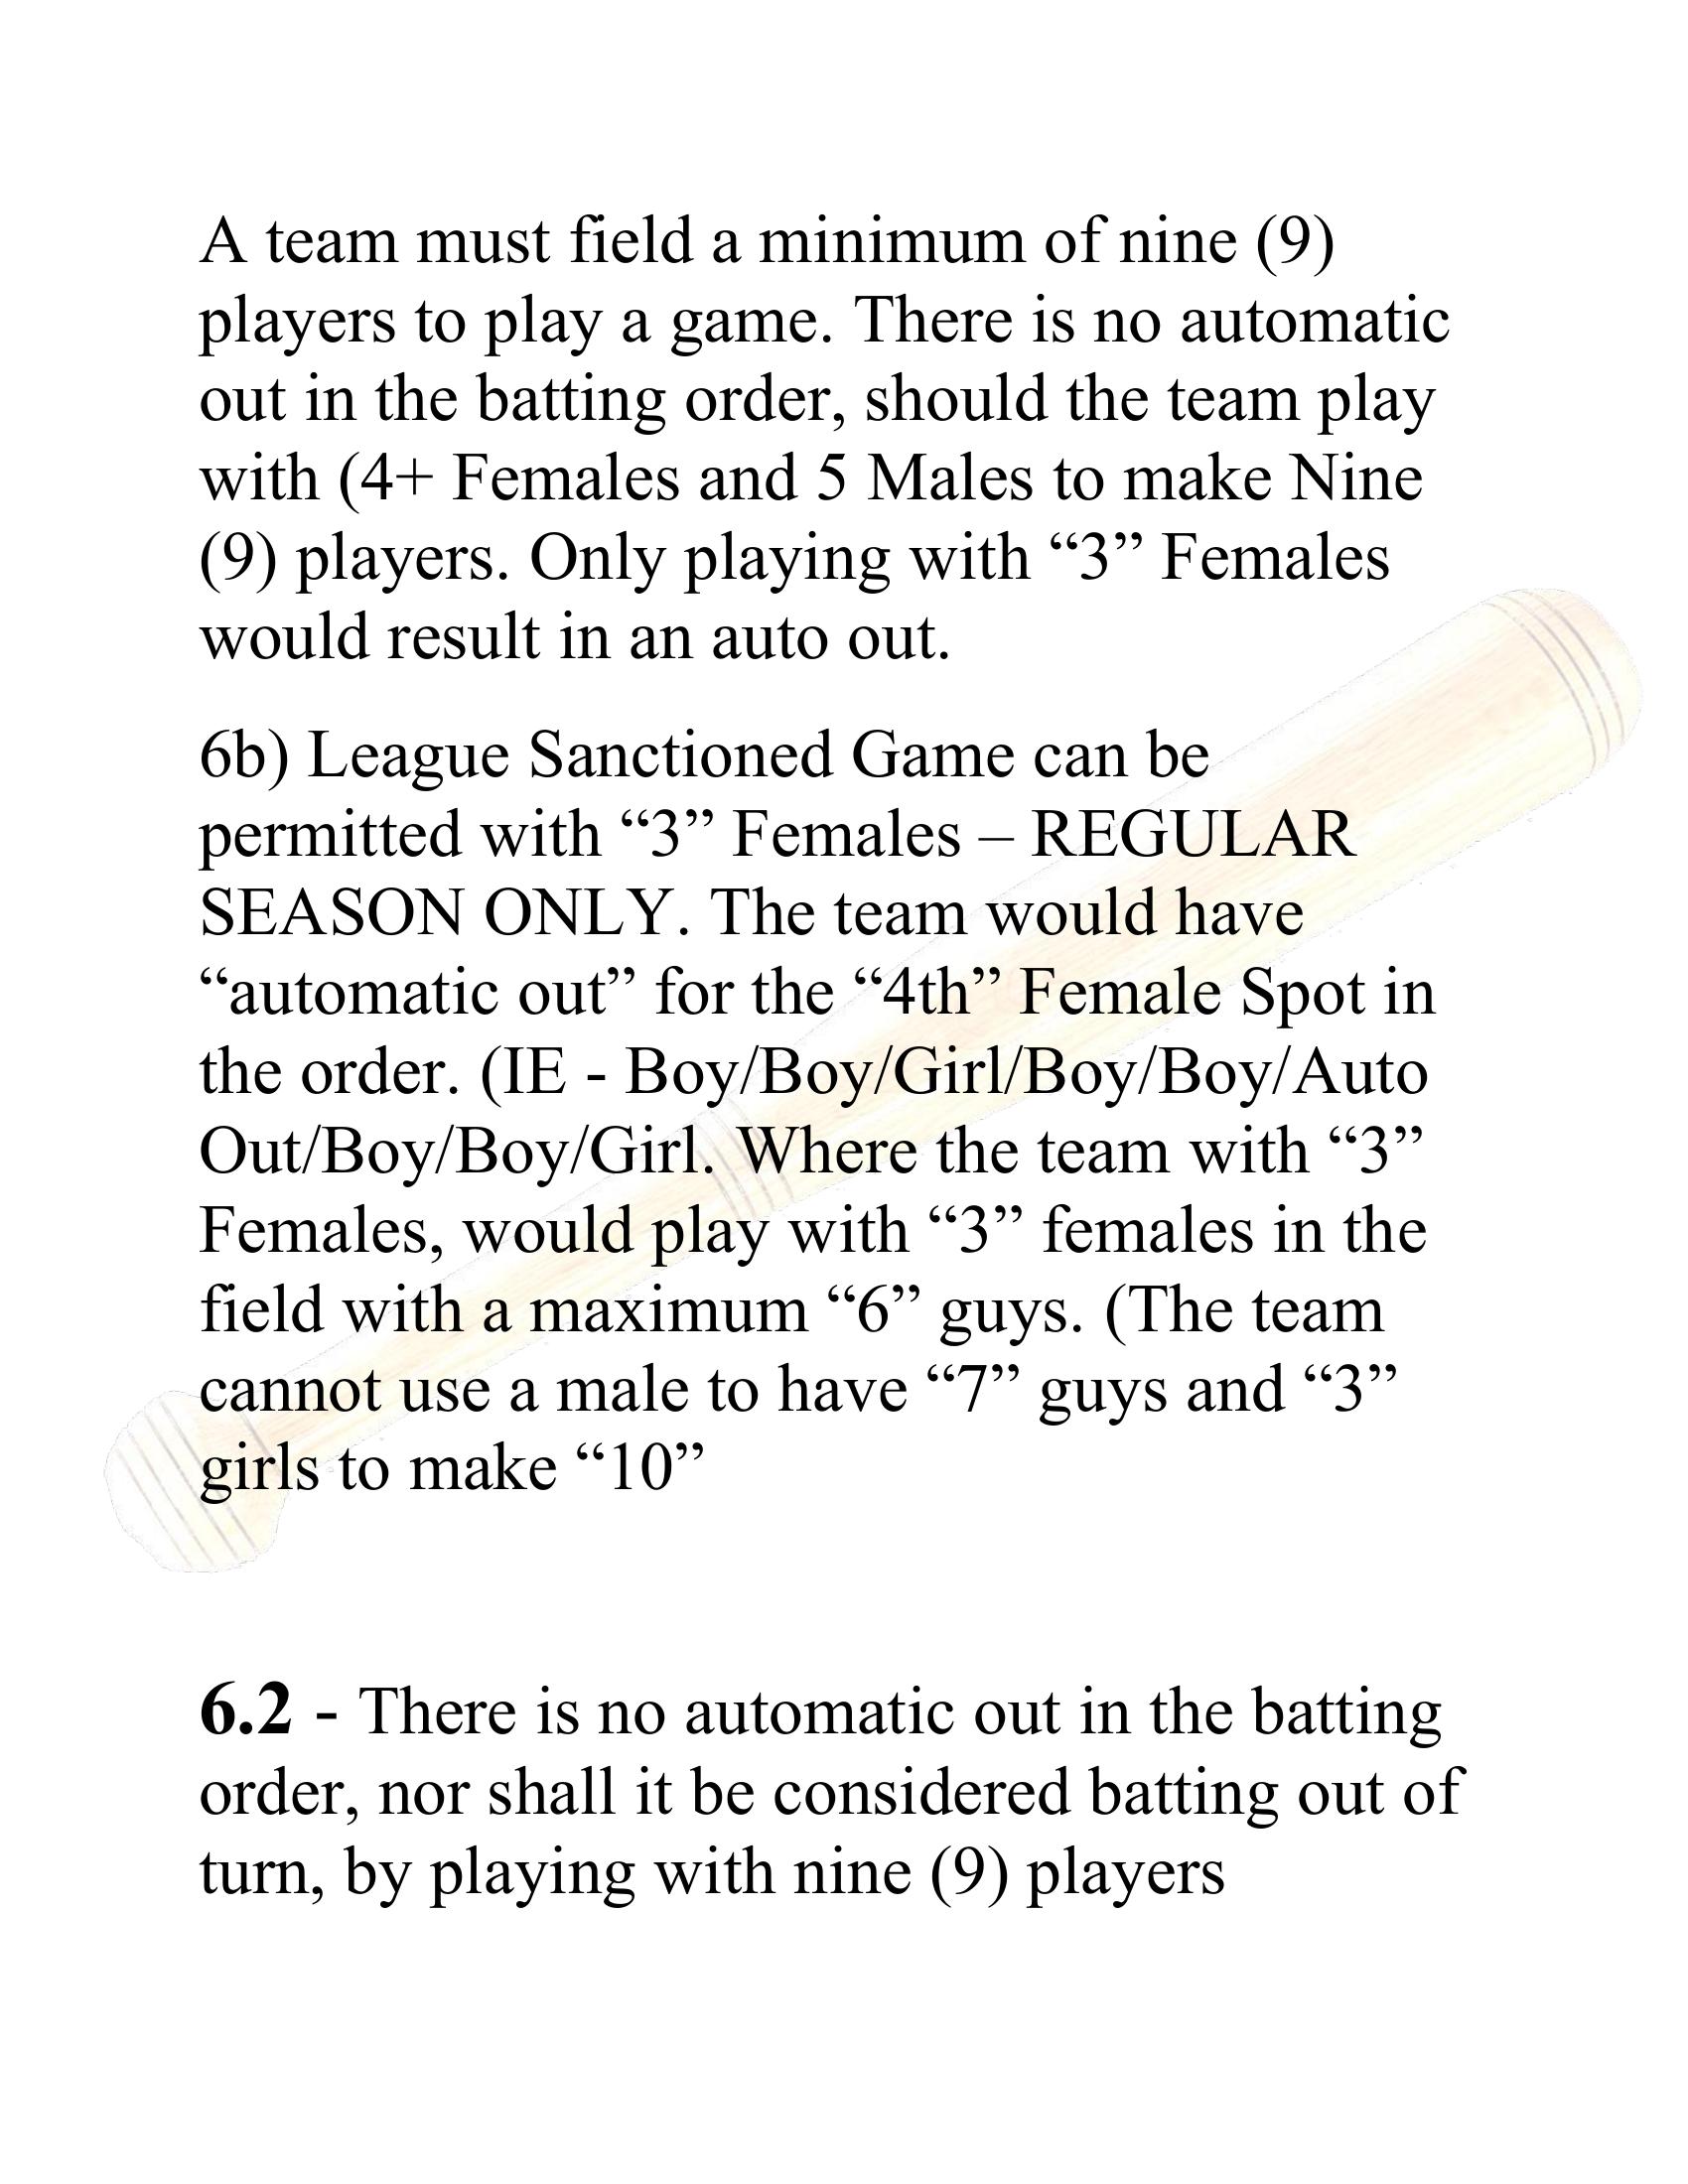 A team must field a minimum of nine (9)
players to play a game. There is no automatic
out in the batting order, should the team play
with (4+ Females and 5 Males to make Nine
(9) players. Only playing with “3” Females
would result in an auto out.
6b) League Sanctioned Game can be
permitted with “3” Females – REGULAR
SEASON ONLY. The team would have
“automatic out” for the “4th” Female Spot in
the order. (IE - Boy/Boy/Girl/Boy/Boy/Auto
Out/Boy/Boy/Girl. Where the team with “3”
Females, would play with “3” females in the
field with a maximum “6” guys. (The team
cannot use a male to have “7” guys and “3”
girls to make “10”
6.2 - There is no automatic out in the batting
order, nor shall it be considered batting out of
turn, by playing with nine (9) players